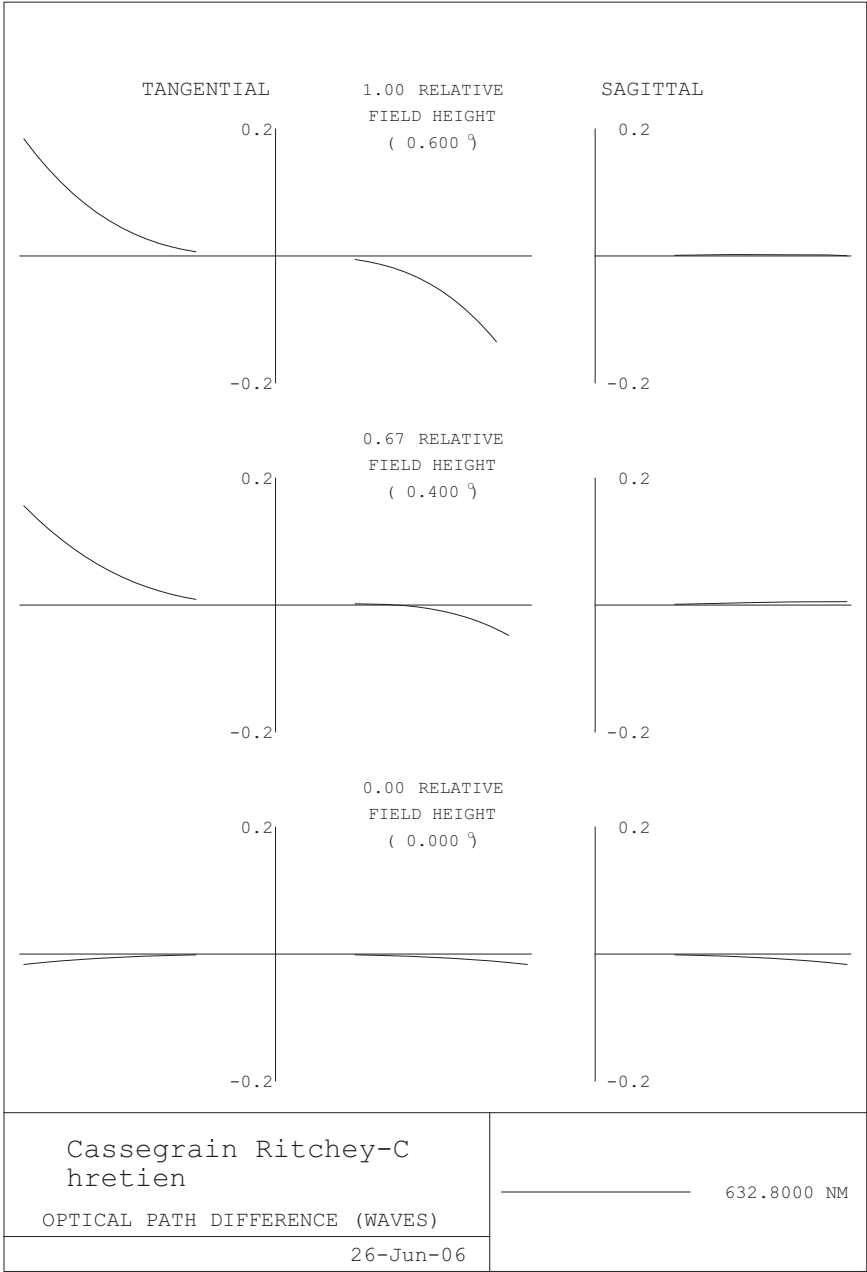 TANGENTIAL 1.00 RELATIVE SAGITTAL
FIELD HEIGHT
0.2 ( 0.600 °) 0.2
-0.2 -0.2
0.67 RELATIVE
FIELD HEIGHT
0.2 ( 0.400 °) 0.2
-0.2 -0.2
0.00 RELATIVE
FIELD HEIGHT
0.2 ( 0.000 °) 0.2
-0.2 -0.2
Cassegrain Ritchey-C
hretien
OPTICAL PATH DIFFERENCE (WAVES)
26-Jun-06
632.8000 NM